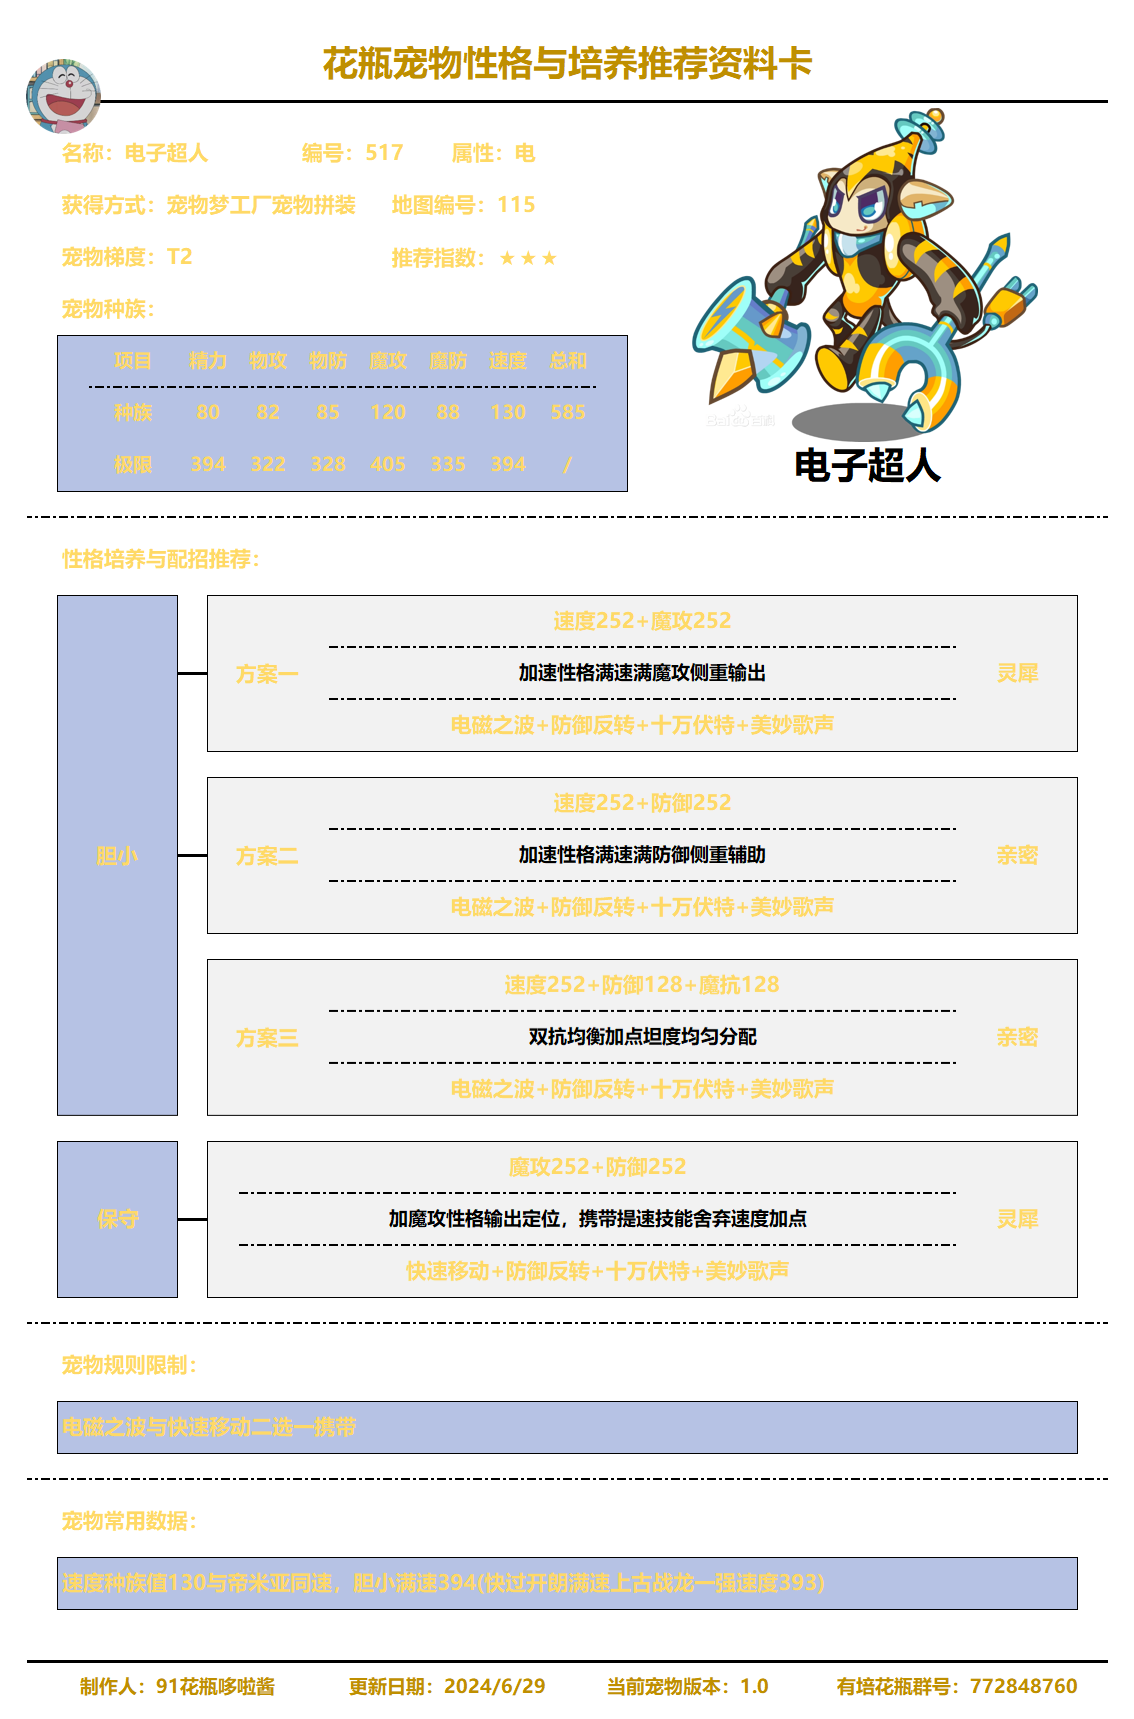 花瓶宠物性格与培养推荐资料卡
名称：电子超人 编号：517 属性：电
获得方式：宠物梦工厂宠物拼装 地图编号：115
宠物梯度：T2 推荐指数：★★★
宠物种族：
项目 精力 物攻 物防 魔攻 魔防 速度 总和
种族 80 82 85 120 88 130 585
极限 394 322 328 405 335 394 /
Baidu百科
电子超人
性格培养与配招推荐：
胆小
方案一
速度252+魔攻252
加速性格满速满魔攻侧重输出
电磁之波+防御反转+十万伏特+美妙歌声
灵犀
方案二
速度252+防御252
加速性格满速满防御侧重辅助
电磁之波+防御反转+十万伏特+美妙歌声
亲密
方案三
速度252+防御128+魔抗128
双抗均衡加点坦度均匀分配
电磁之波+防御反转+十万伏特+美妙歌声
亲密
保守
魔攻252+防御252
加魔攻性格输出定位，携带提速技能舍弃速度加点
快速移动+防御反转+十万伏特+美妙歌声
灵犀
宠物规则限制：
电磁之波与快速移动二选一携带
宠物常用数据：
速度种族值130与帝米亚同速，胆小满速394(快过开朗满速上古战龙一强速度393)
制作人：91花瓶哆啦酱 更新日期：2024/6/29 当前宠物版本：1.0 有培花瓶群号：772848760